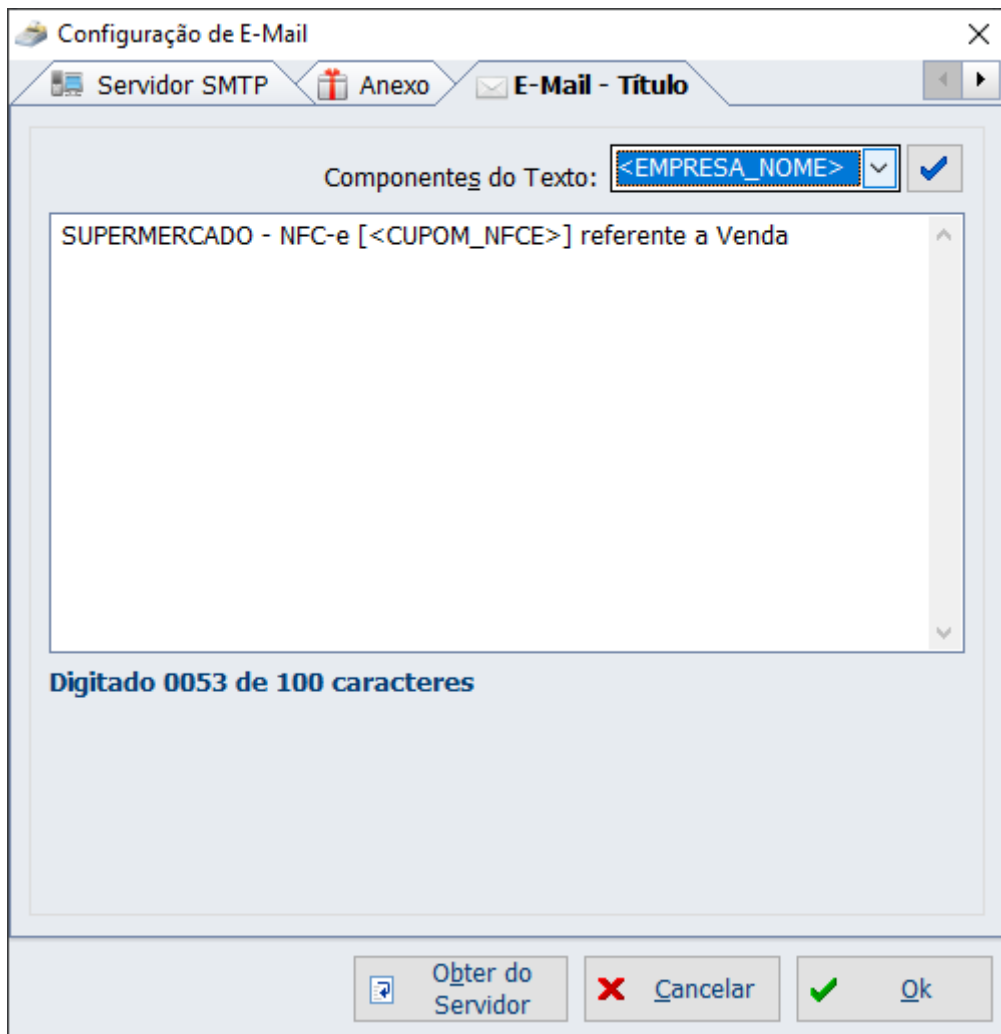 Configuração de E-Mail
Servidor SMTP Anexo E-Mail - Título
Componentes do Texto: <EMPRESA_NOME>
SUPERMERCADO - NFC-e [<CUPOM_NFCE>] referente a Venda
Digitado 0053 de 100 caracteres
Obter do
Servidor
Cancelar
Ok